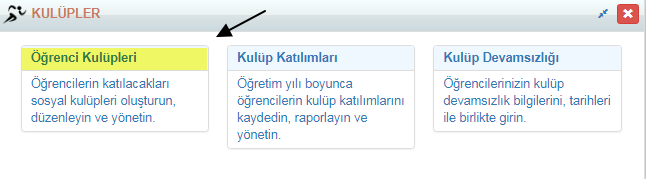 KULÜPLER
Öğrenci Kulüpleri
Öğrencilerin katılacakları
sosyal kulüpleri oluşturun,
düzenleyin ve yönetin.
Kulüp Katılımları
Öğretim yılı boyunca
öğrencilerin kulüp katılımlarını
kaydedin, raporlayın ve
yönetin.
Kulüp Devamsızlığı
Öğrencilerinizin kulüp
devamsızlık bilgilerini, tarihleri
ile birlikte girin.